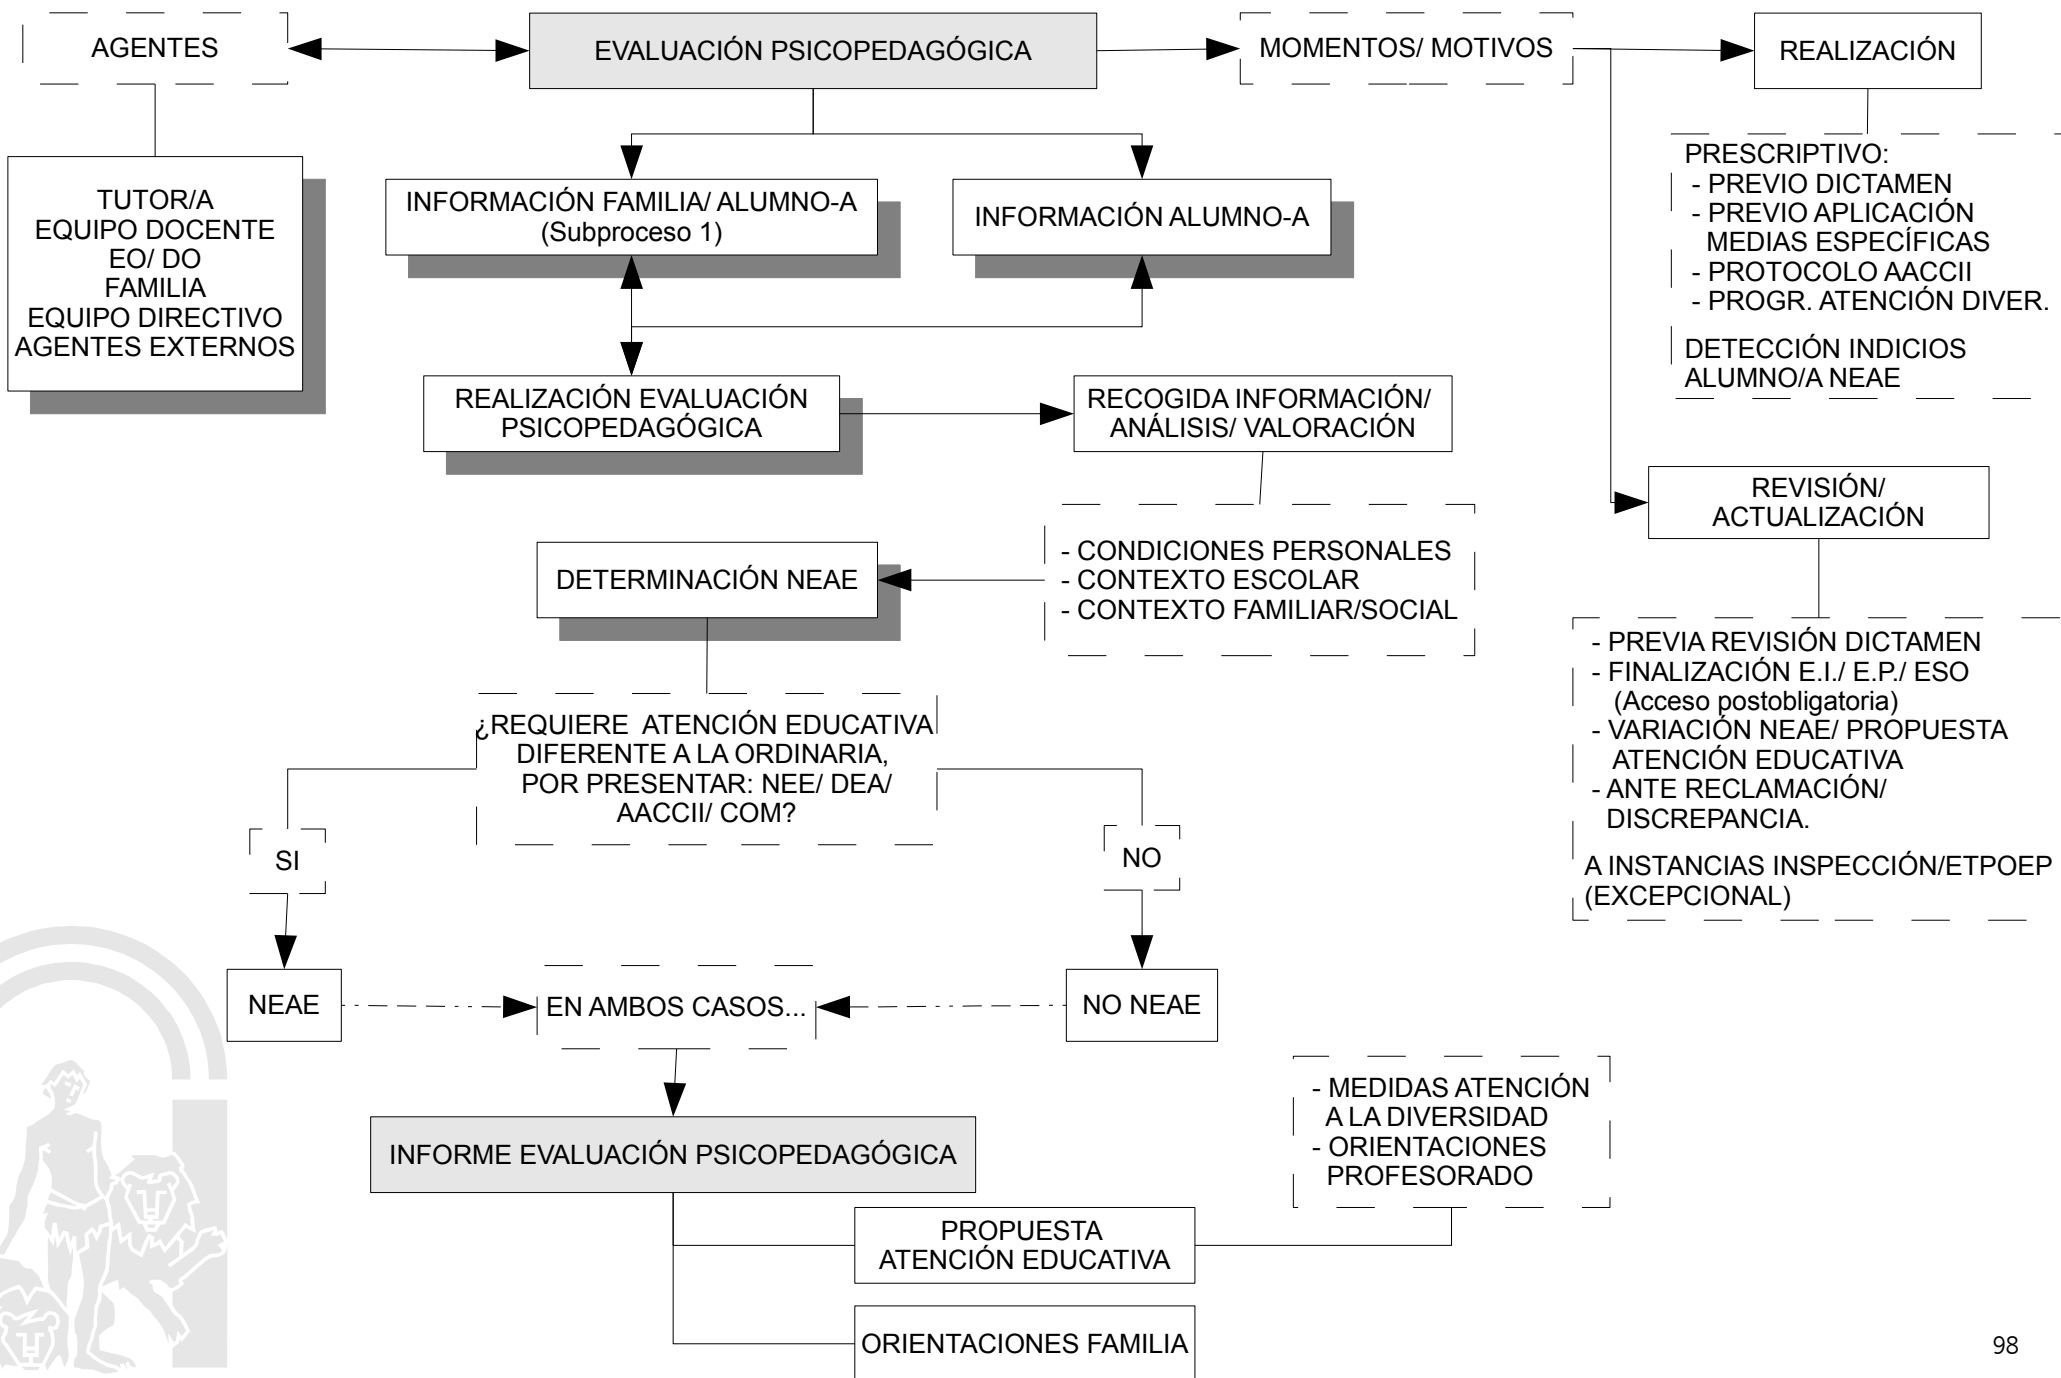 AGENTES
EVALUACIÓN PSICOPEDAGÓGICA
MOMENTOS/ MOTIVOS
REALIZACIÓN
TUTOR/A
EQUIPO DOCENTE
EO/ DO
FAMILIA
EQUIPO DIRECTIVO
AGENTES EXTERNOS
INFORMACIÓN FAMILIA/ ALUMNO-A
(Subproceso 1)
INFORMACIÓN ALUMNO-A
PRESCRIPTIVO:
- PREVIO DICTAMEN
- PREVIO APLICACIÓN
MEDIAS ESPECÍFICAS
- PROTOCOLO AACCII
- PROGR. ATENCIÓN DIVER.
DETECCIÓN INDICIOS
ALUMNO/A NEAE
REALIZACIÓN EVALUACIÓN
PSICOPEDAGÓGICA
RECOGIDA INFORMACIÓN/
ANÁLISIS/ VALORACIÓN
REVISIÓN/
ACTUALIZACIÓN
- CONDICIONES PERSONALES
- CONTEXTO ESCOLAR
- CONTEXTO FAMILIAR/SOCIAL
DETERMINACIÓN NEAE
- PREVIA REVISIÓN DICTAMEN
- FINALIZACIÓN E.I./ E.P./ ESO
(Acceso postobligatoria)
- VARIACIÓN NEAE/ PROPUESTA
ATENCIÓN EDUCATIVA
- ANTE RECLAMACIÓN/
DISCREPANCIA.
A INSTANCIAS INSPECCIÓN/ETPOEP
(EXCEPCIONAL)
¿REQUIERE ATENCIÓN EDUCATIVA
DIFERENTE A LA ORDINARIA,
POR PRESENTAR: NEE/ DEA/
AACCII/ COM?
SI
NO
NEAE
EN AMBOS CASOS...
NO NEAE
INFORME EVALUACIÓN PSICOPEDAGÓGICA
- MEDIDAS ATENCIÓN
A LA DIVERSIDAD
- ORIENTACIONES
PROFESORADO
PROPUESTA
ATENCIÓN EDUCATIVA
ORIENTACIONES FAMILIA
98